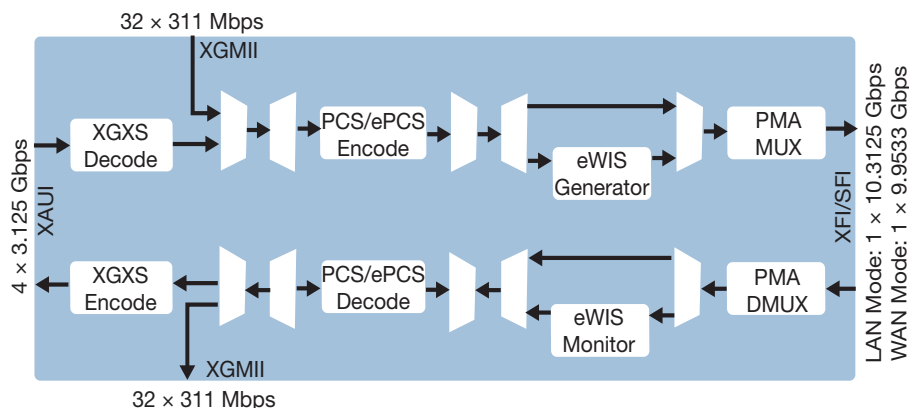 32 × 311 Mbps
XGMII
4 × 3.125 Gbps
XAUI
XGXS
Decode
PCS/ePCS
Encode
eWIS
Generator
PMA
MUX
XFI/SFI
LAN Mode: 1 × 10.3125 Gbps
WAN Mode: 1 × 9.9533 Gbps
XGXS
Encode
PCS/ePCS
Decode
eWIS
Monitor
PMA
DMUX
XGMII
32 × 311 Mbps